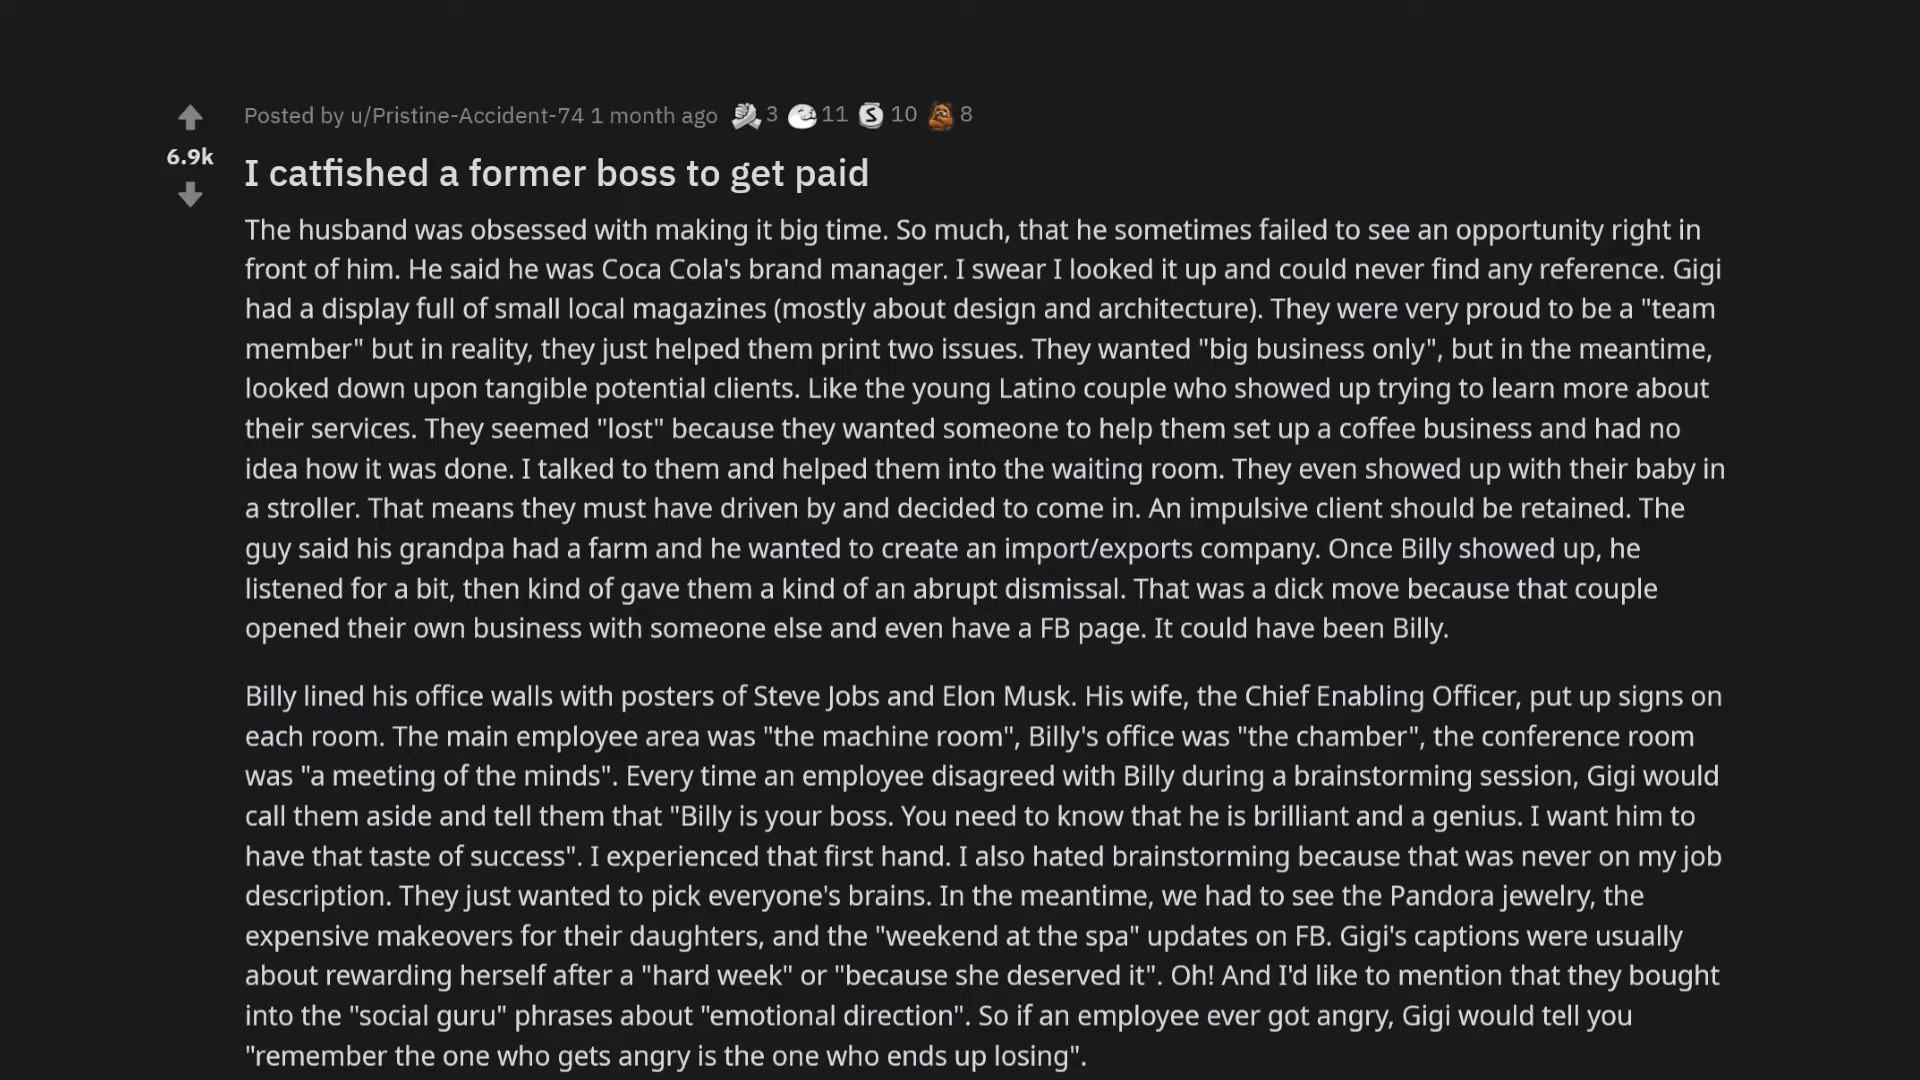 Posted by u/Pristine-Accident-74 1 month ago 3 11 10 8
6.9k
I catfished a former boss to get paid
The husband was obsessed with making it big time. So much, that he sometimes failed to see an opportunity right in
front of him. He said he was Coca Cola's brand manager. I swear I looked it up and could never find any reference. Gigi
had a display full of small local magazines (mostly about design and architecture). They were very proud to be a "team
member" but in reality, they just helped them print two issues. They wanted "big business only", but in the meantime,
looked down upon tangible potential clients. Like the young Latino couple who showed up trying to learn more about
their services. They seemed "lost" because they wanted someone to help them set up a coffee business and had no
idea how it was done. I talked to them and helped them into the waiting room. They even showed up with their baby in
a stroller. That means they must have driven by and decided to come in. An impulsive client should be retained. The
guy said his grandpa had a farm and he wanted to create an import/exports company. Once Billy showed up, he
listened for a bit, then kind of gave them a kind of an abrupt dismissal. That was a dick move because that couple
opened their own business with someone else and even have a FB page. It could have been Billy.
Billy lined his office walls with posters of Steve Jobs and Elon Musk. His wife, the Chief Enabling Officer, put up signs on
each room. The main employee area was "the machine room", Billy's office was "the chamber", the conference room
was "a meeting of the minds". Every time an employee disagreed with Billy during a brainstorming session, Gigi would
call them aside and tell them that "Billy is your boss. You need to know that he is brilliant and a genius. I want him to
have that taste of success". I experienced that first hand. I also hated brainstorming because that was never on my job
description. They just wanted to pick everyone's brains. In the meantime, we had to see the Pandora jewelry, the
expensive makeovers for their daughters, and the "weekend at the spa" updates on FB. Gigi's captions were usually
about rewarding herself after a "hard week" or "because she deserved it". Oh! And I'd like to mention that they bought
into the "social guru" phrases about "emotional direction". So if an employee ever got angry, Gigi would tell you
"remember the one who gets angry is the one who ends up losing".